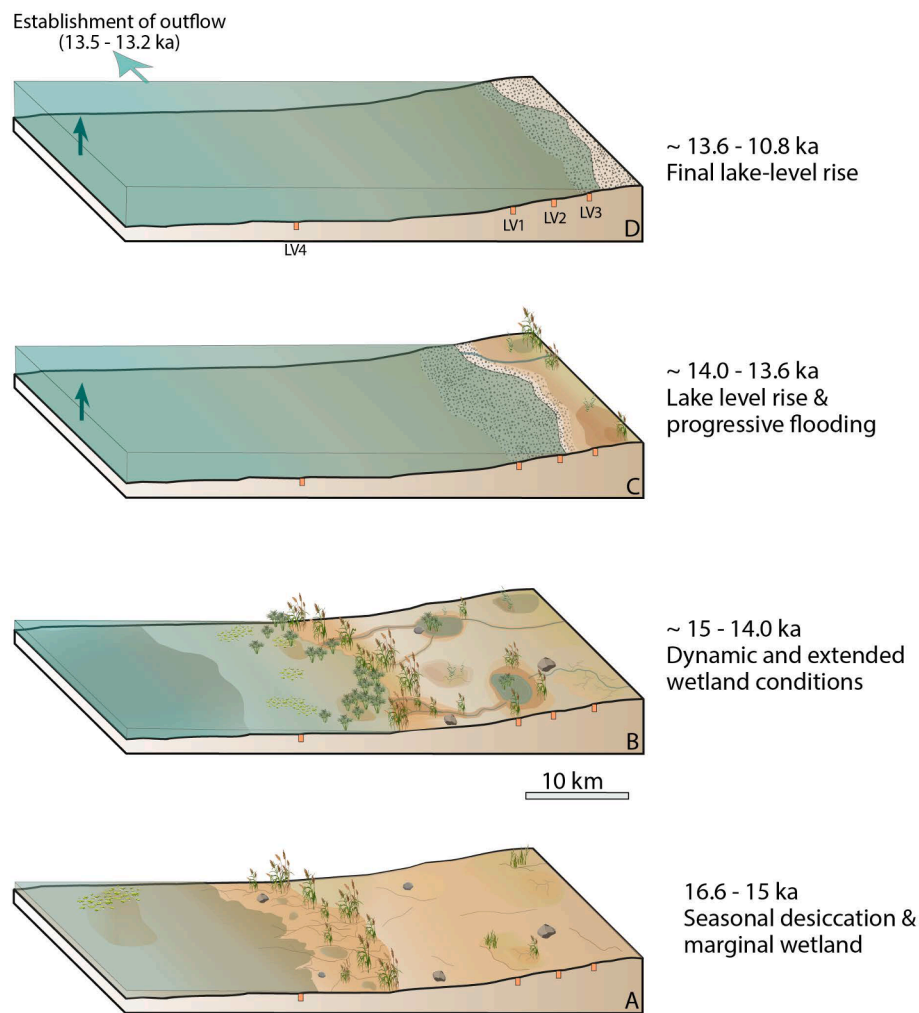 Establishment of outflow
(13.5 - 13.2 ka)
~ 13.6 - 10.8 ka
Final lake-level rise
LV4
LV1
LV2
LV3
D
~ 14.0 - 13.6 ka
Lake level rise &
progressive flooding
C
~ 15 - 14.0 ka
Dynamic and extended
wetland conditions
B
10 km
16.6 - 15 ka
Seasonal desiccation &
marginal wetland
A